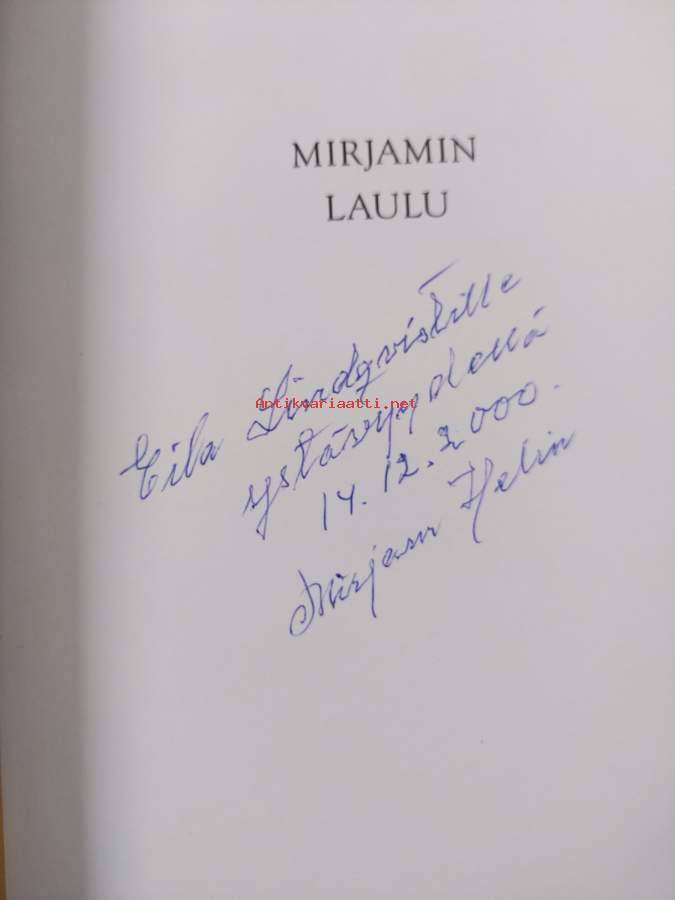 MIRJAMIN
LAULU
Eila Lindqvistille
Antikvariaatti.net
ystävyydellä
14.12.2000.
Mirjam Helin